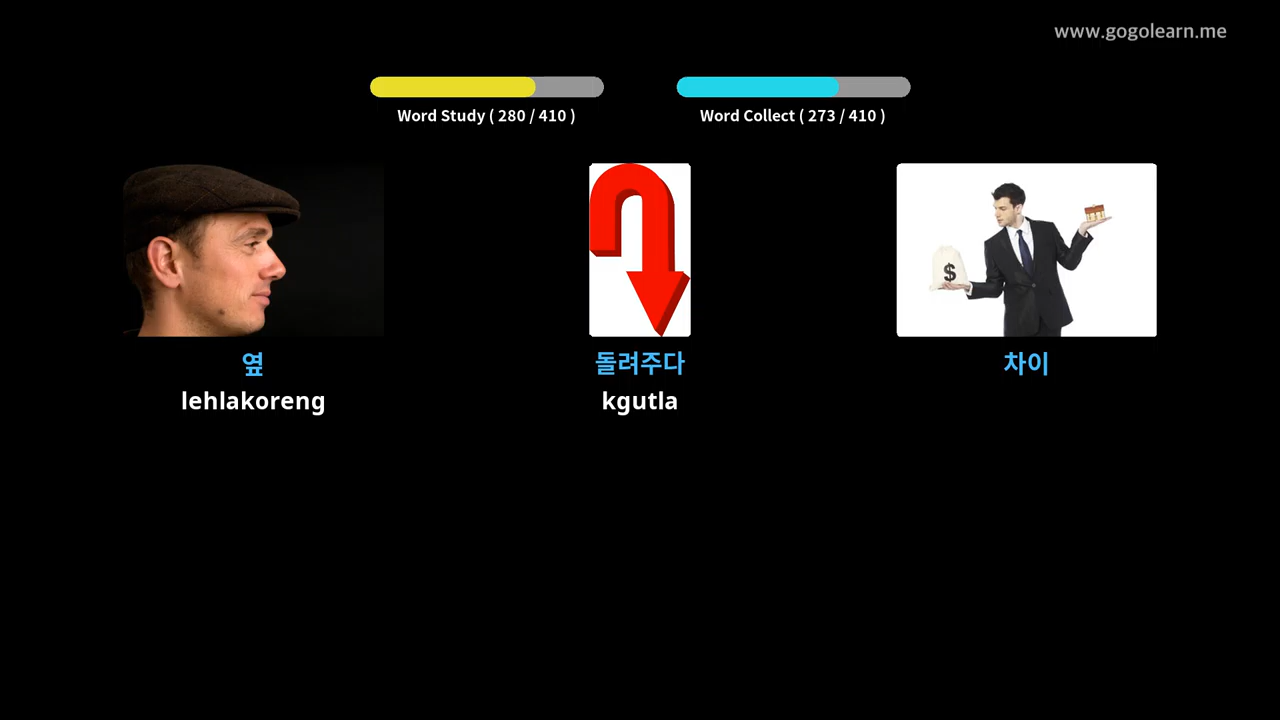 www.gogolearn.me
Word Study ( 280 / 410 )
Word Collect ( 273 / 410 )
옆
lehlakoreng
돌려주다
kgutla
차이
$